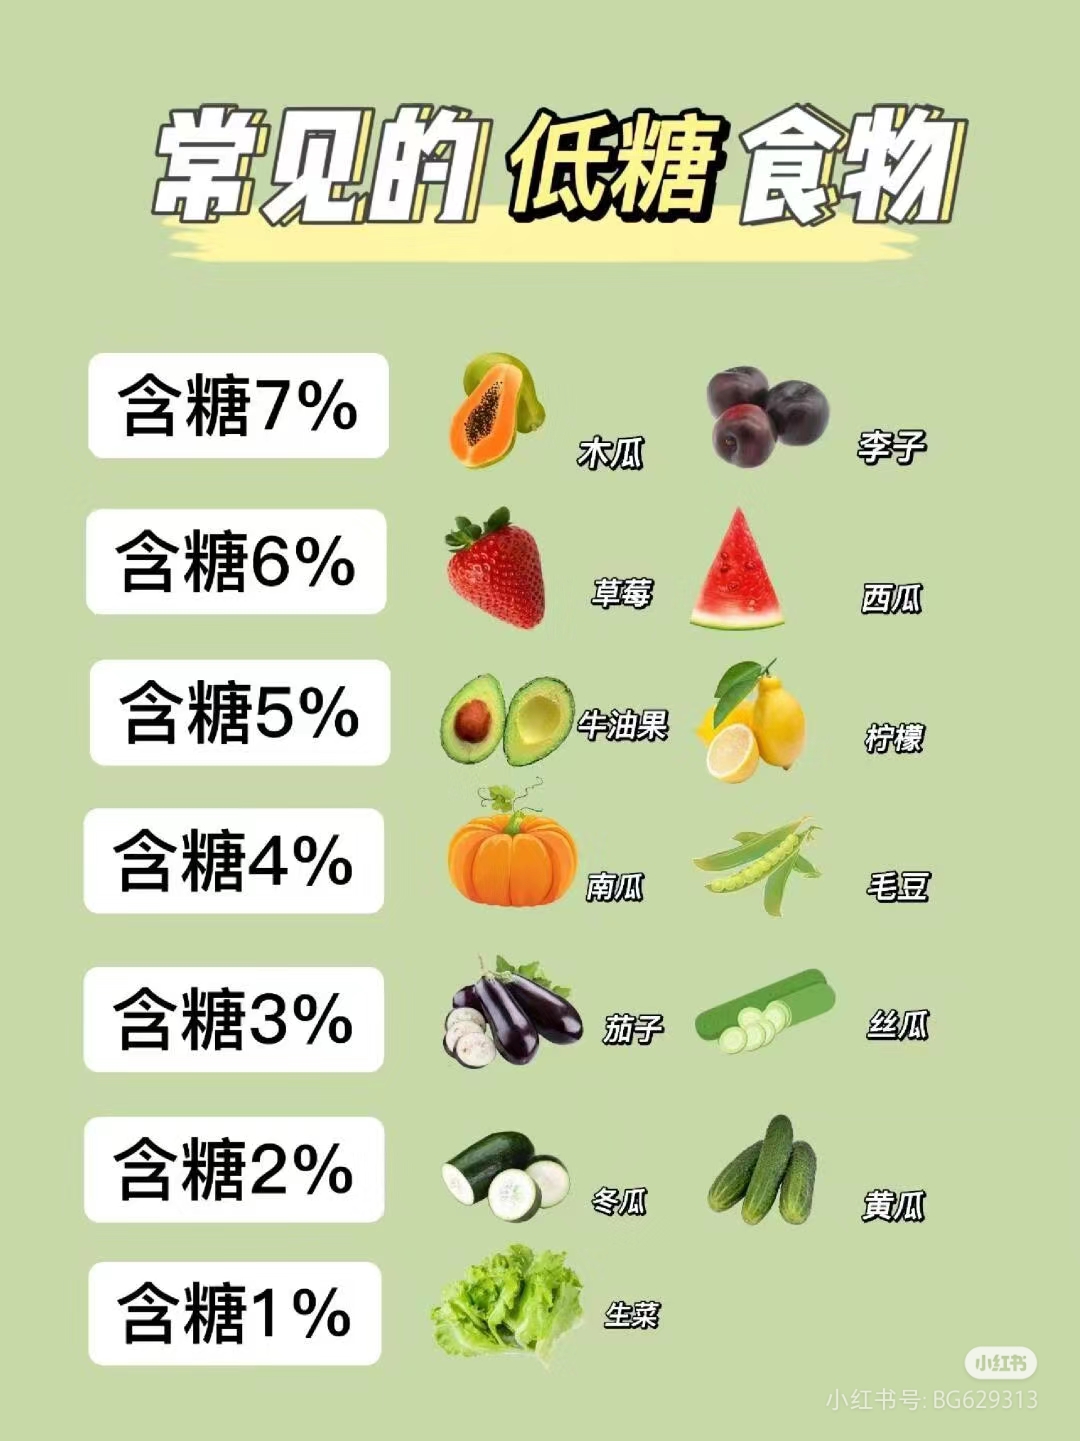 常见的低糖食物
含糖7%
木瓜
李子
含糖6%
草莓
西瓜
含糖5%
牛油果
柠檬
含糖4%
南瓜
毛豆
含糖3%
茄子
丝瓜
含糖2%
冬瓜
黄瓜
含糖1%
生菜
小红书
小红书号: BG629313